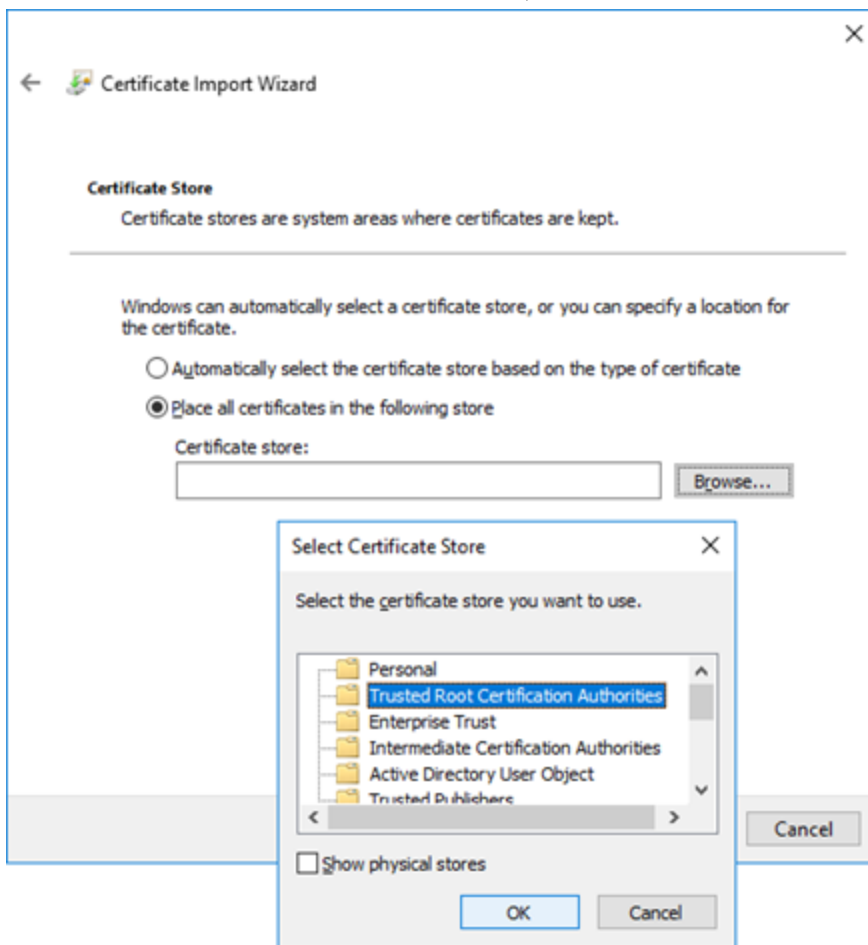 Certificate Import Wizard
Certificate Store
Certificate stores are system areas where certificates are kept.
Windows can automatically select a certificate store, or you can specify a location for
the certificate.
Automatically select the certificate store based on the type of certificate
Place all certificates in the following store
Certificate store:
Browse...
Select Certificate Store
Select the certificate store you want to use.
Personal
Trusted Root Certification Authorities
Enterprise Trust
Intermediate Certification Authorities
Active Directory User Object
Trusted Publishers
Cancel
Show physical stores
OK Cancel